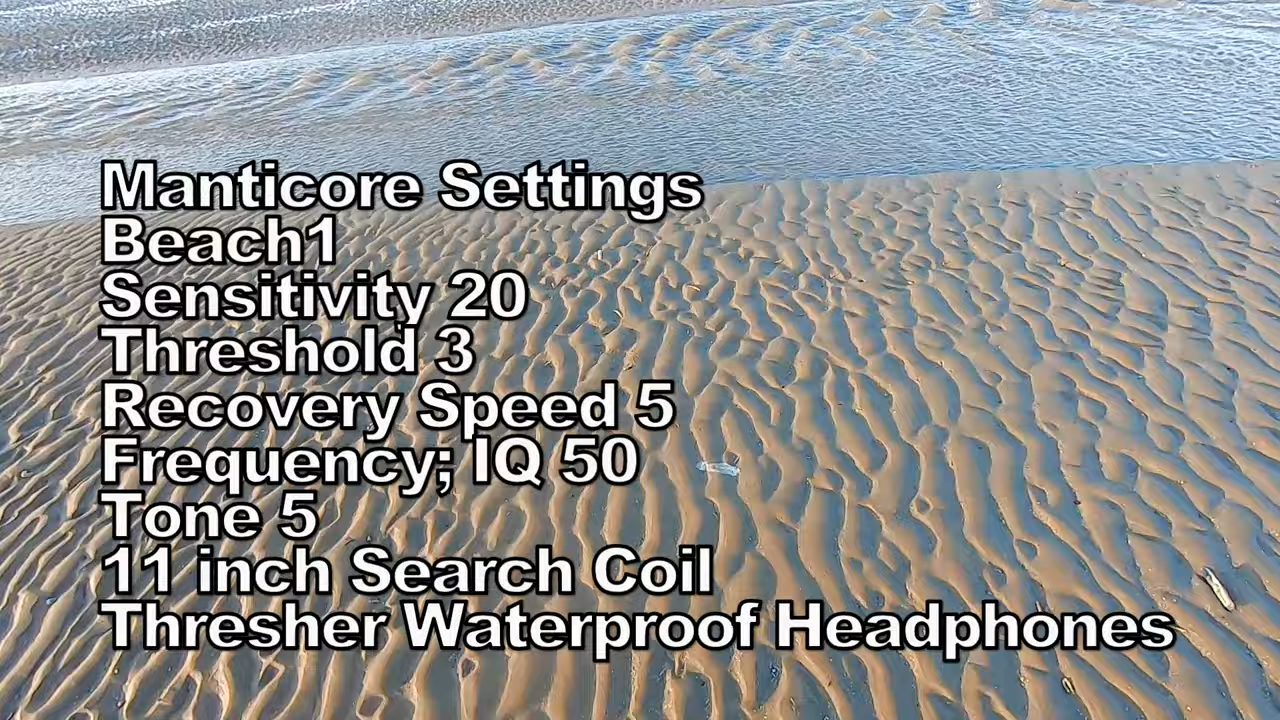 Manticore Settings
Beach1
Sensitivity 20
Threshold 3
Recovery Speed 5
Frequency; IQ 50
Tone 5
11 inch Search Coil
Thresher Waterproof Headphones